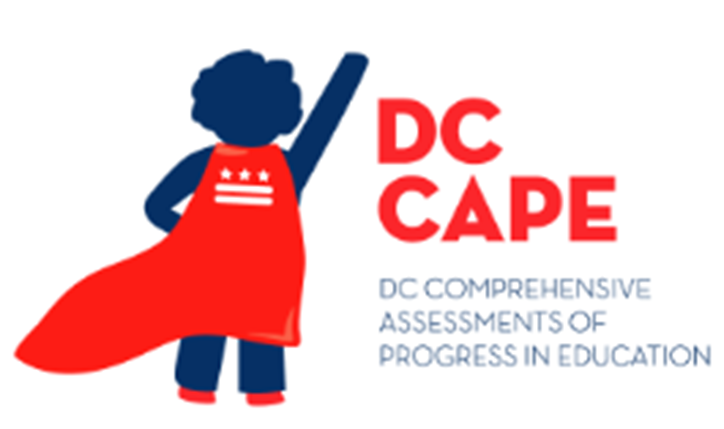 DC
CAPE
DC COMPREHENSIVE
ASSESSMENTS OF
PROGRESS IN EDUCATION